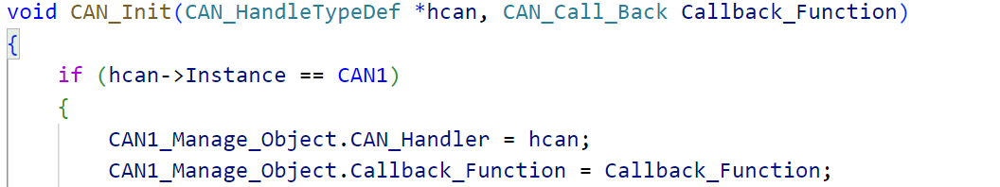 void CAN_Init(CAN_HandleTypeDef *hcan, CAN_Call_Back Callback_Function)
{
    if (hcan->Instance == CAN1)
    {
        CAN1_Manage_Object.CAN_Handler = hcan;
        CAN1_Manage_Object.Callback_Function = Callback_Function;